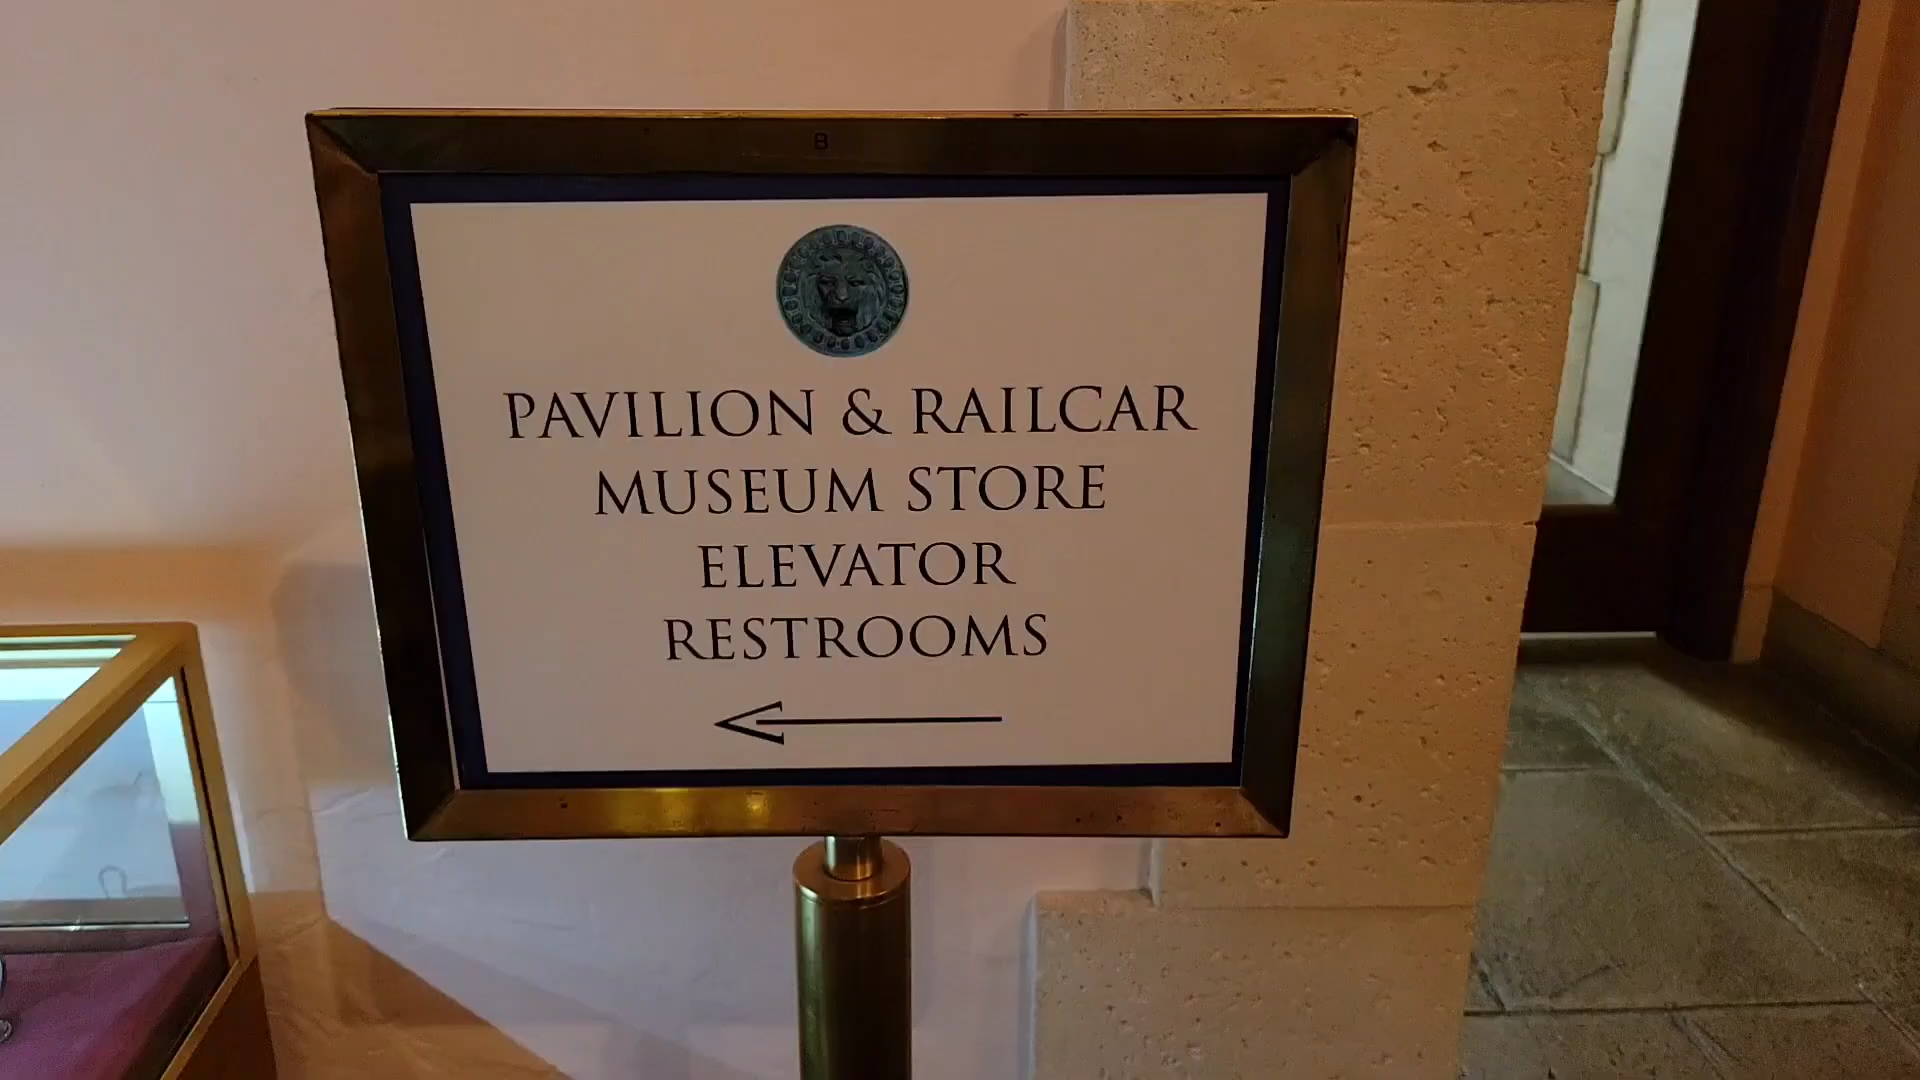 B
PAVILION & RAILCAR
MUSEUM STORE
ELEVATOR
RESTROOMS